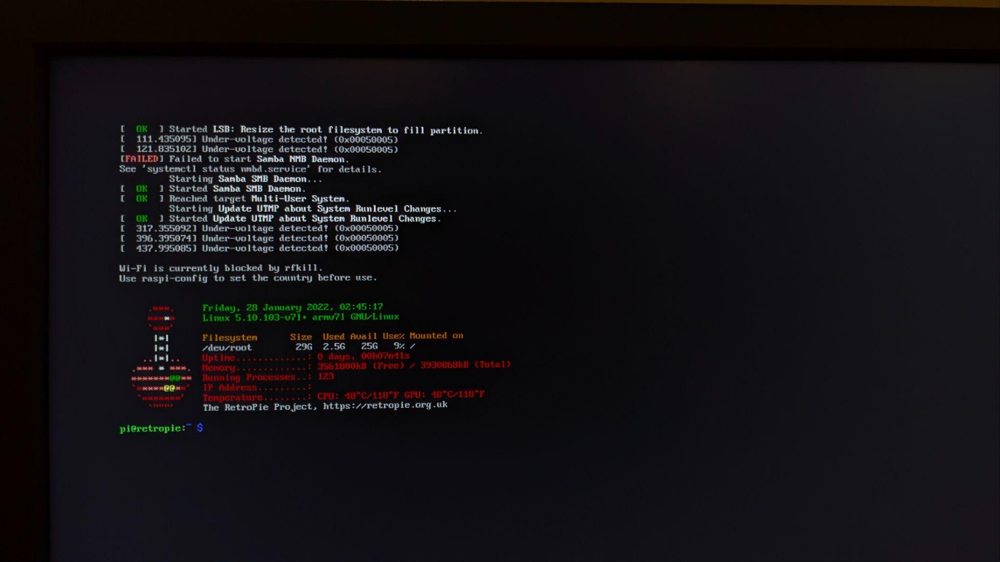 [  OK  ] Started LSB: Resize the root filesystem to fill partition.
[  111.435095] Under-voltage detected! (0x00050005)
[  121.835102] Under-voltage detected! (0x00050005)
[FAILED] Failed to start Samba NMB Daemon.
See 'systemctl status nmbd.service' for details.
         Starting Samba SMB Daemon...
[  OK  ] Started Samba SMB Daemon.
[  OK  ] Reached target Multi-User System.
         Starting Update UTMP about System Runlevel Changes...
[  OK  ] Started Update UTMP about System Runlevel Changes.
[  317.355092] Under-voltage detected! (0x00050005)
[  396.395074] Under-voltage detected! (0x00050005)
[  437.995085] Under-voltage detected! (0x00050005)
Wi-Fi is currently blocked by rfkill.
Use raspi-config to set the country before use.
Friday, 28 January 2022, 02:45:17
Linux 5.10.103-v7l+ armv7l GNU/Linux
Filesystem      Size  Used Avail Use% Mounted on
/dev/root        29G  2.5G   25G   9% /
Uptime.............: 0 days, 00h07m41s
Memory.............: 3561800kB (Free) / 3930868kB (Total)
Running Processes..: 123
IP Address.........:
Temperature........: CPU: 48°C/118°F GPU: 48°C/118°F
The RetroPie Project, https://retropie.org.uk
pi@retropie:~ $